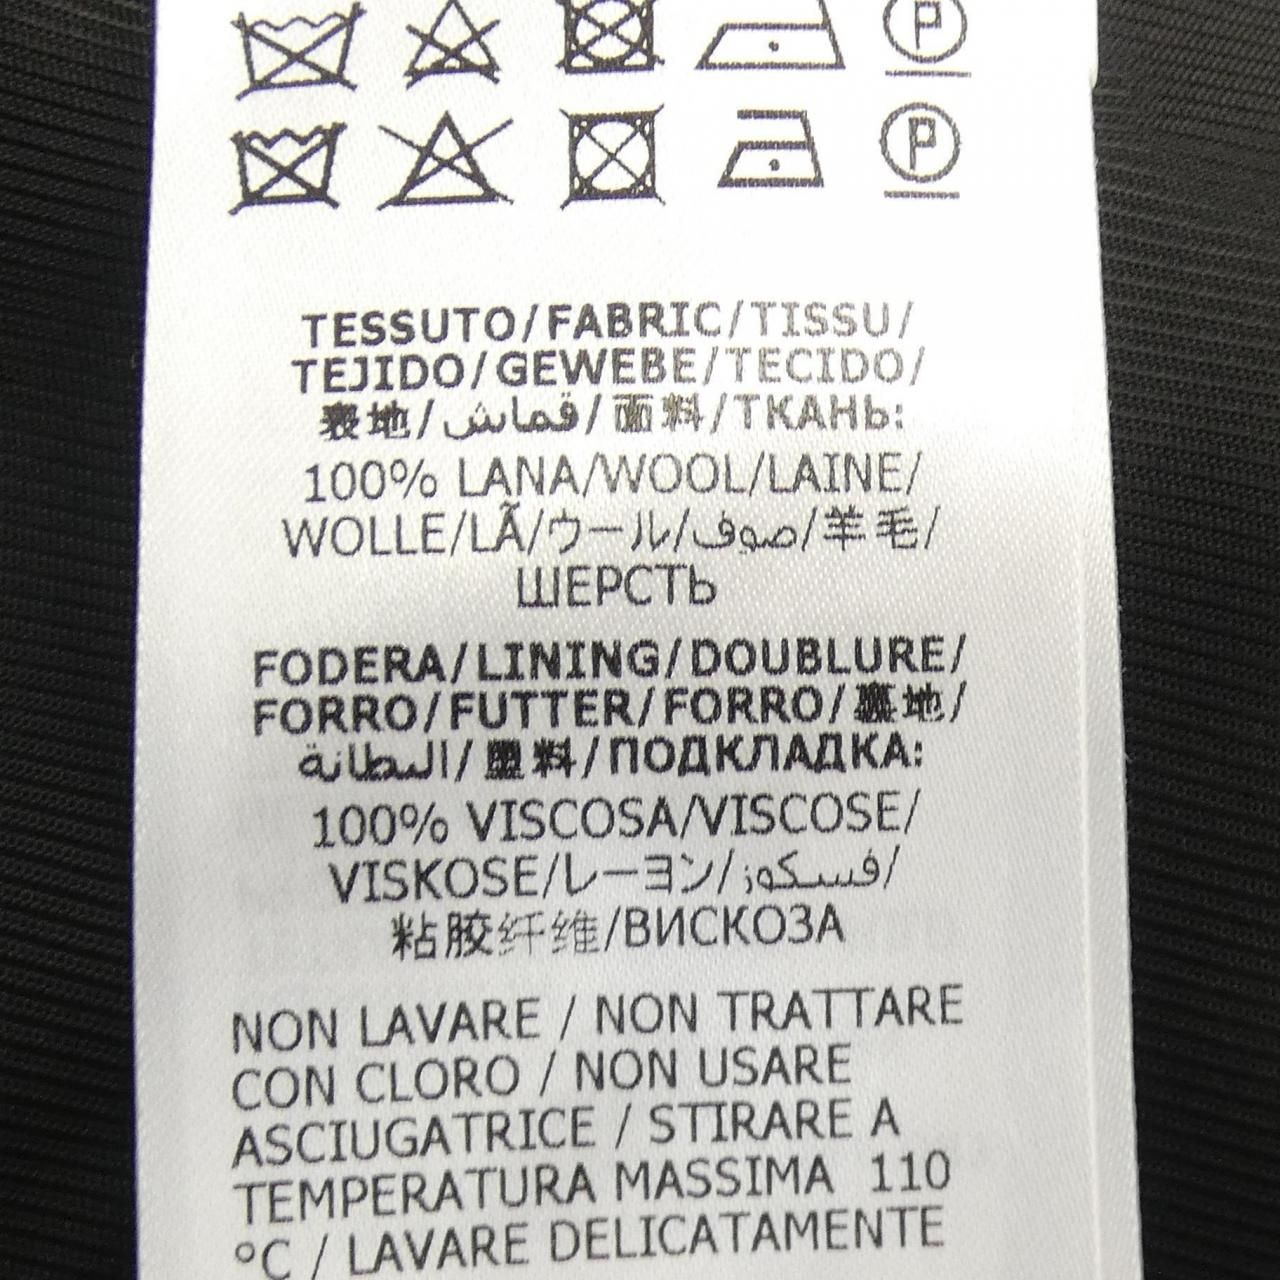 P
P
TESSUTO/FABRIC/TISSU/
TEJIDO/GEWEBE/TECIDO/
表地/قماش/面料/ТКАНЬ:
100% LANA/WOOL/LAINE/
WOLLE/LÃ/ウール/صوف/羊毛/
ШЕРСТЬ
FODERA/LINING/DOUBLURE/
FORRO/FUTTER/FORRO/裏地/
البطانة/里料/ПОДКЛАДКА:
100% VISCOSA/VISCOSE/
VISKOSE/レーヨン/فسكوز/
粘胶纤维/ВИСКОЗА
NON LAVARE / NON TRATTARE
CON CLORO / NON USARE
ASCIUGATRICE / STIRARE A
TEMPERATURA MASSIMA 110
°C / LAVARE DELICATAMENTE